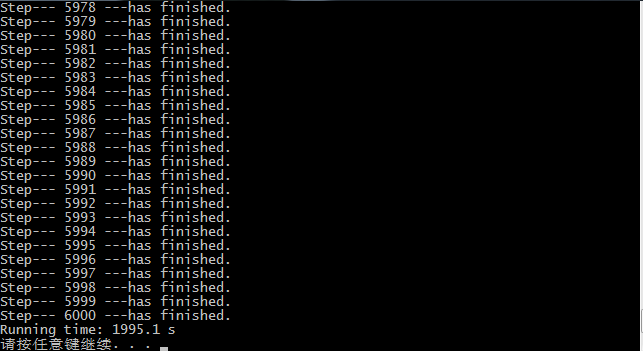 Step--- 5978 ---has finished.
Step--- 5979 ---has finished.
Step--- 5980 ---has finished.
Step--- 5981 ---has finished.
Step--- 5982 ---has finished.
Step--- 5983 ---has finished.
Step--- 5984 ---has finished.
Step--- 5985 ---has finished.
Step--- 5986 ---has finished.
Step--- 5987 ---has finished.
Step--- 5988 ---has finished.
Step--- 5989 ---has finished.
Step--- 5990 ---has finished.
Step--- 5991 ---has finished.
Step--- 5992 ---has finished.
Step--- 5993 ---has finished.
Step--- 5994 ---has finished.
Step--- 5995 ---has finished.
Step--- 5996 ---has finished.
Step--- 5997 ---has finished.
Step--- 5998 ---has finished.
Step--- 5999 ---has finished.
Step--- 6000 ---has finished.
Running time: 1995.1 s
请按任意键继续. . .